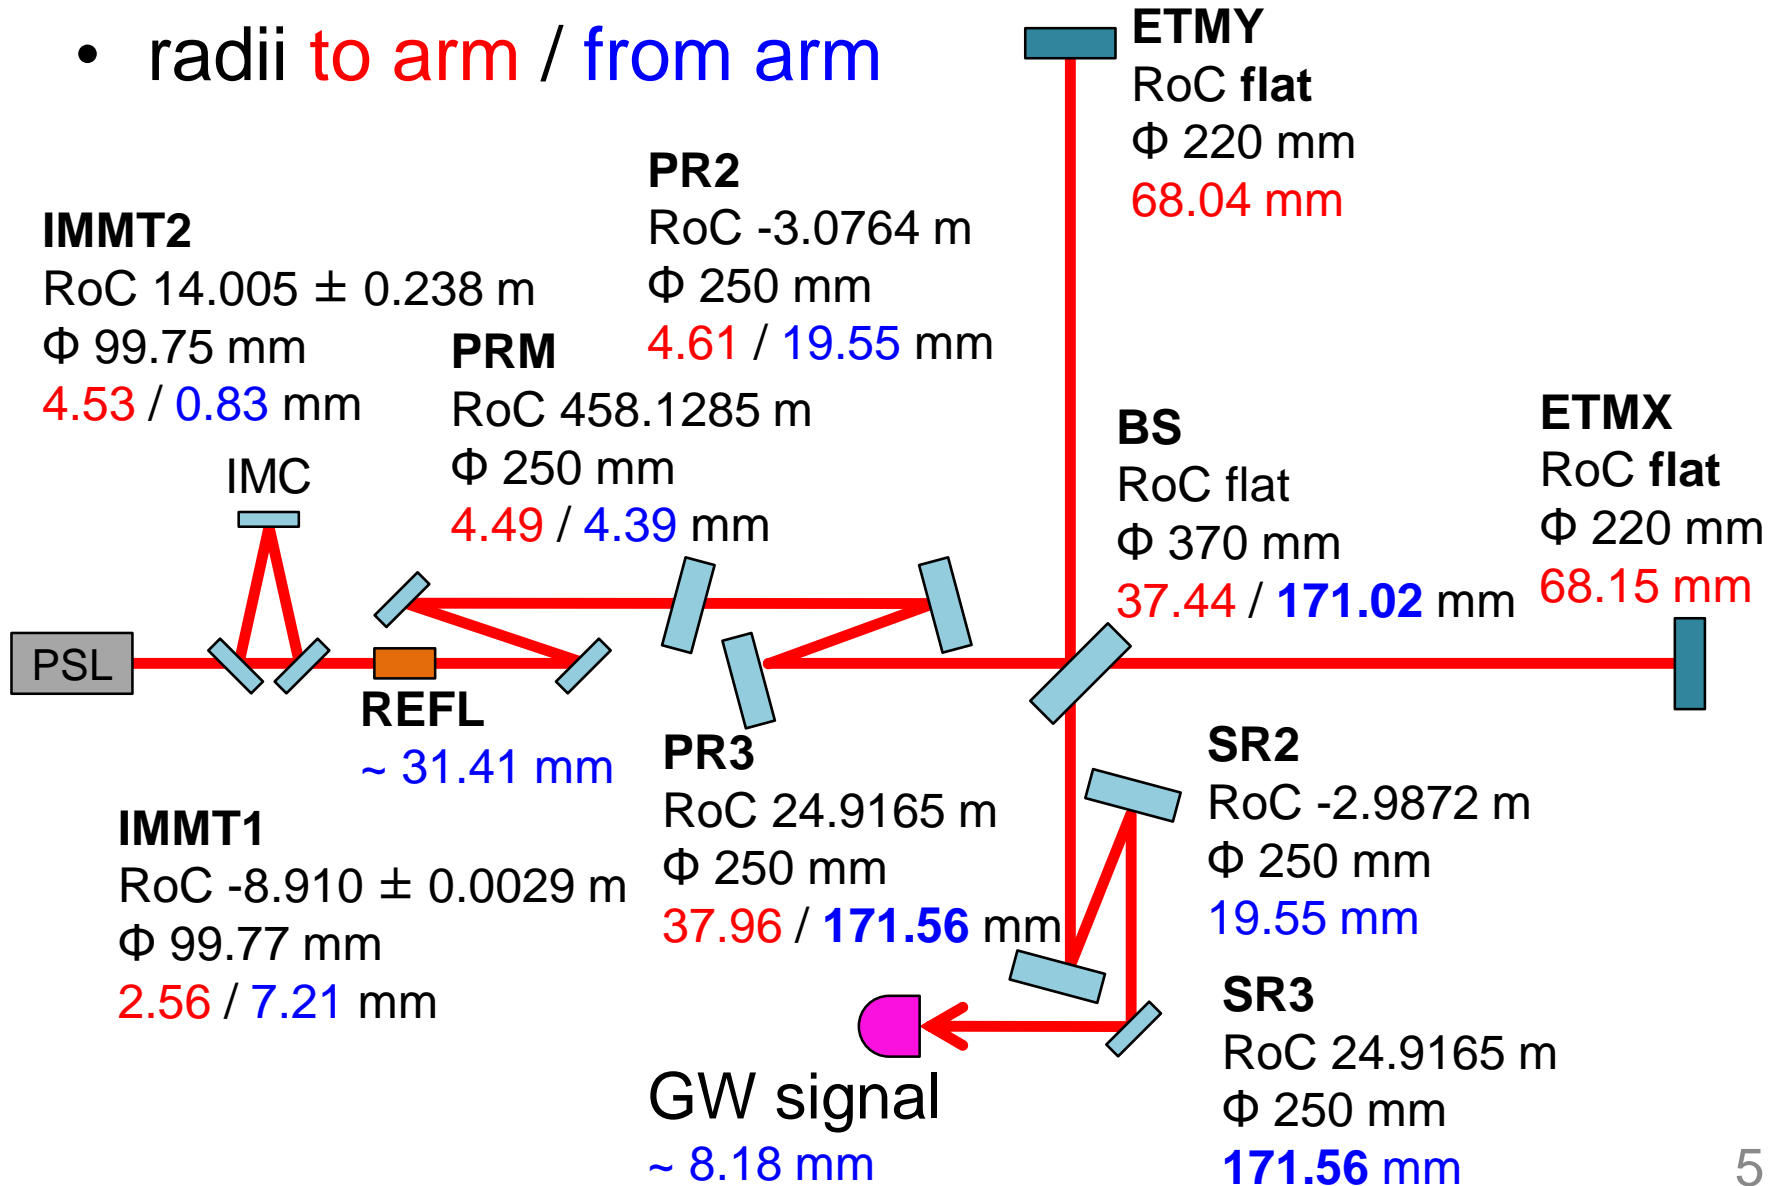 • radii to arm / from arm
ETMY
RoC flat
Φ 220 mm
68.04 mm
PR2
RoC -3.0764 m
Φ 250 mm
4.61 / 19.55 mm
IMMT2
RoC 14.005 ± 0.238 m
Φ 99.75 mm
4.53 / 0.83 mm
PRM
RoC 458.1285 m
Φ 250 mm
4.49 / 4.39 mm
BS
RoC flat
Φ 370 mm
37.44 / 171.02 mm
ETMX
RoC flat
Φ 220 mm
68.15 mm
IMC
PSL
REFL
~ 31.41 mm
IMMT1
RoC -8.910 ± 0.0029 m
Φ 99.77 mm
2.56 / 7.21 mm
PR3
RoC 24.9165 m
Φ 250 mm
37.96 / 171.56 mm
SR2
RoC -2.9872 m
Φ 250 mm
19.55 mm
SR3
RoC 24.9165 m
Φ 250 mm
171.56 mm
GW signal
~ 8.18 mm
5